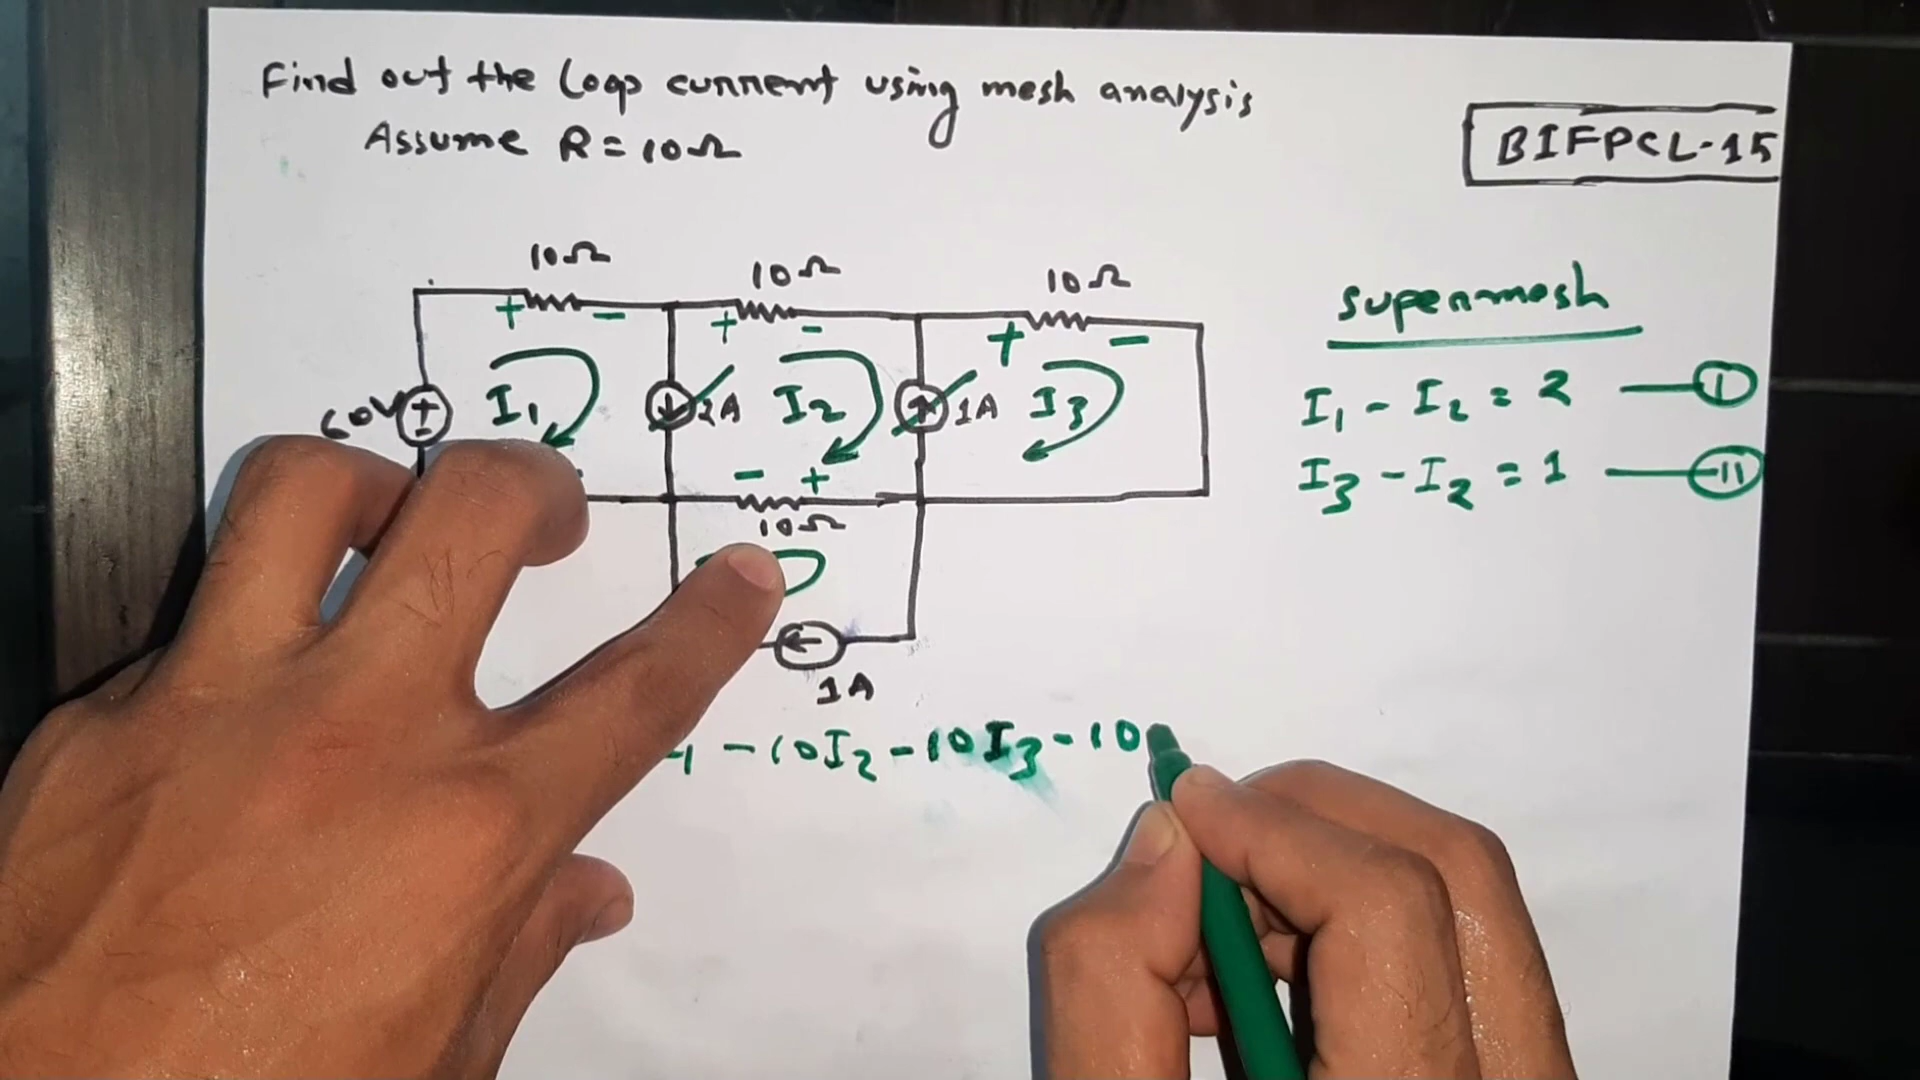 Find out the loop current using mesh analysis
Assume R = 10Ω
BIFPCL-15
10Ω
10Ω
10Ω
+ - + - + -
60V
I1
2A
I2
1A
I3
- +
10Ω
1A
supermesh
I1 - I2 = 2 — I
I3 - I2 = 1 — II
- 10I2 - 10I3 - 10